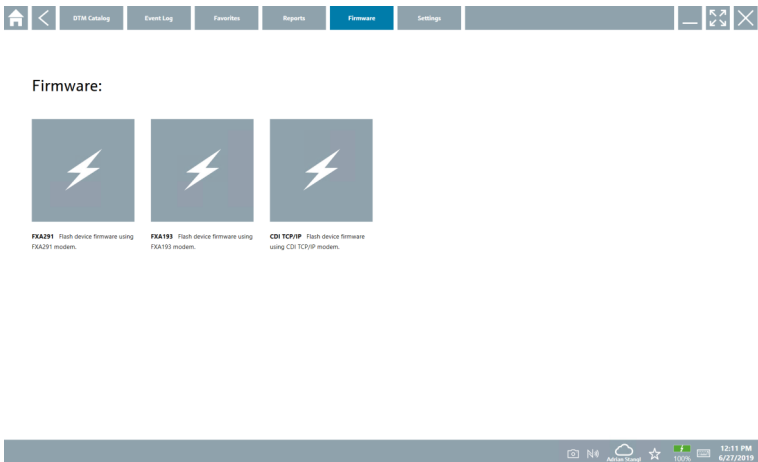 DTM Catalog
Event Log
Favorites
Reports
Firmware
Settings
Firmware:
FXA291 Flash device firmware using
FXA291 modem.
FXA193 Flash device firmware using
FXA193 modem.
CDI TCP/IP Flash device firmware
using CDI TCP/IP modem.
Adrian Stangl
100%
12:11 PM
6/27/2019